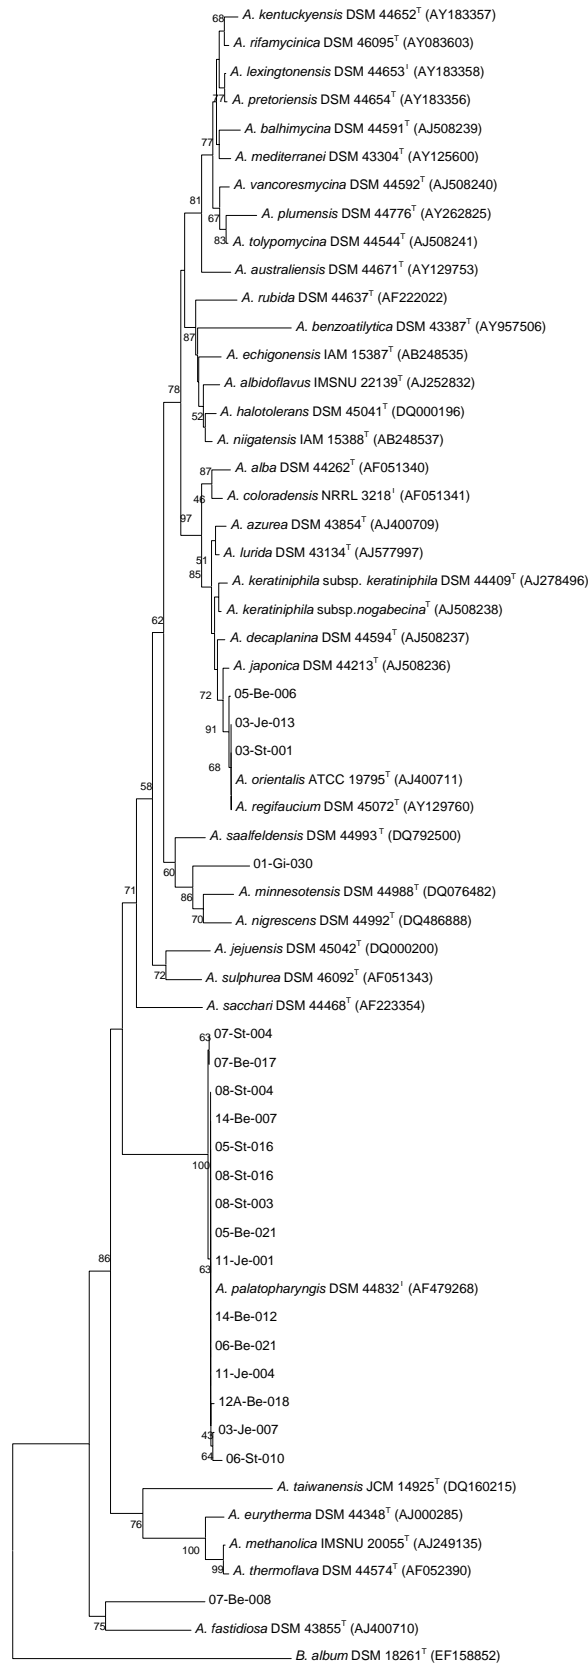 A. kentuckyensis DSM 44652T (AY183357)
68
A. rifamycinica DSM 46095T (AY083603)
A. lexingtonensis DSM 44653I (AY183358)
77
A. pretoriensis DSM 44654T (AY183356)
A. balhimycina DSM 44591T (AJ508239)
77
A. mediterranei DSM 43304T (AY125600)
A. vancoresmycina DSM 44592T (AJ508240)
81
A. plumensis DSM 44776T (AY262825)
67
83
A. tolypomycina DSM 44544T (AJ508241)
A. australiensis DSM 44671T (AY129753)
A. rubida DSM 44637T (AF222022)
A. benzoatilytica DSM 43387T (AY957506)
87
A. echigonensis IAM 15387T (AB248535)
78
A. albidoflavus IMSNU 22139T (AJ252832)
A. halotolerans DSM 45041T (DQ000196)
52
A. niigatensis IAM 15388T (AB248537)
A. alba DSM 44262T (AF051340)
87
46
A. coloradensis NRRL 3218I (AF051341)
97
A. azurea DSM 43854T (AJ400709)
A. lurida DSM 43134T (AJ577997)
51
85
A. keratiniphila subsp. keratiniphila DSM 44409T (AJ278496)
A. keratiniphila subsp.nogabecinaT (AJ508238)
62
A. decaplanina DSM 44594T (AJ508237)
A. japonica DSM 44213T (AJ508236)
72
05-Be-006
91
03-Je-013
03-St-001
68
A. orientalis ATCC 19795T (AJ400711)
58
A. regifaucium DSM 45072T (AY129760)
A. saalfeldensis DSM 44993T (DQ792500)
60
01-Gi-030
71
86
A. minnesotensis DSM 44988T (DQ076482)
70
A. nigrescens DSM 44992T (DQ486888)
A. jejuensis DSM 45042T (DQ000200)
72
A. sulphurea DSM 46092T (AF051343)
A. sacchari DSM 44468T (AF223354)
63
07-St-004
07-Be-017
08-St-004
14-Be-007
05-St-016
100
08-St-016
08-St-003
05-Be-021
86
11-Je-001
63
A. palatopharyngis DSM 44832I (AF479268)
14-Be-012
06-Be-021
11-Je-004
12A-Be-018
03-Je-007
43
64
06-St-010
A. taiwanensis JCM 14925T (DQ160215)
76
A. eurytherma DSM 44348T (AJ000285)
100
A. methanolica IMSNU 20055T (AJ249135)
99
A. thermoflava DSM 44574T (AF052390)
07-Be-008
75
A. fastidiosa DSM 43855T (AJ400710)
B. album DSM 18261T (EF158852)